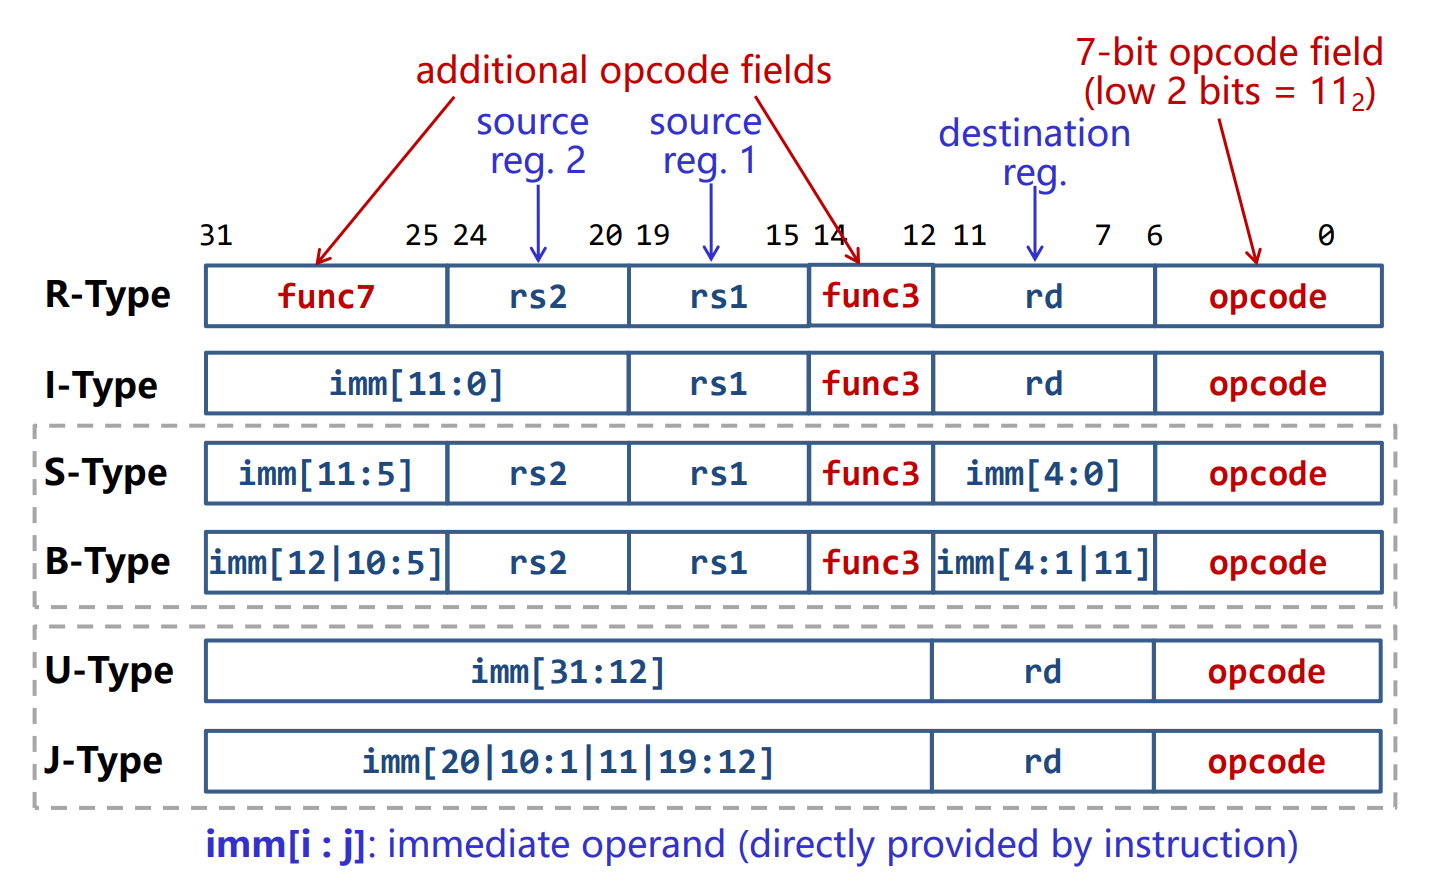 additional opcode fields
7-bit opcode field
(low 2 bits = 11₂)
source
reg. 2
source
reg. 1
destination
reg.
31 25 24 20 19 15 14 12 11 7 6 0
R-Type func7 rs2 rs1 func3 rd opcode
I-Type imm[11:0] rs1 func3 rd opcode
S-Type imm[11:5] rs2 rs1 func3 imm[4:0] opcode
B-Type imm[12|10:5] rs2 rs1 func3 imm[4:1|11] opcode
U-Type imm[31:12] rd opcode
J-Type imm[20|10:1|11|19:12] rd opcode
imm[i : j]: immediate operand (directly provided by instruction)